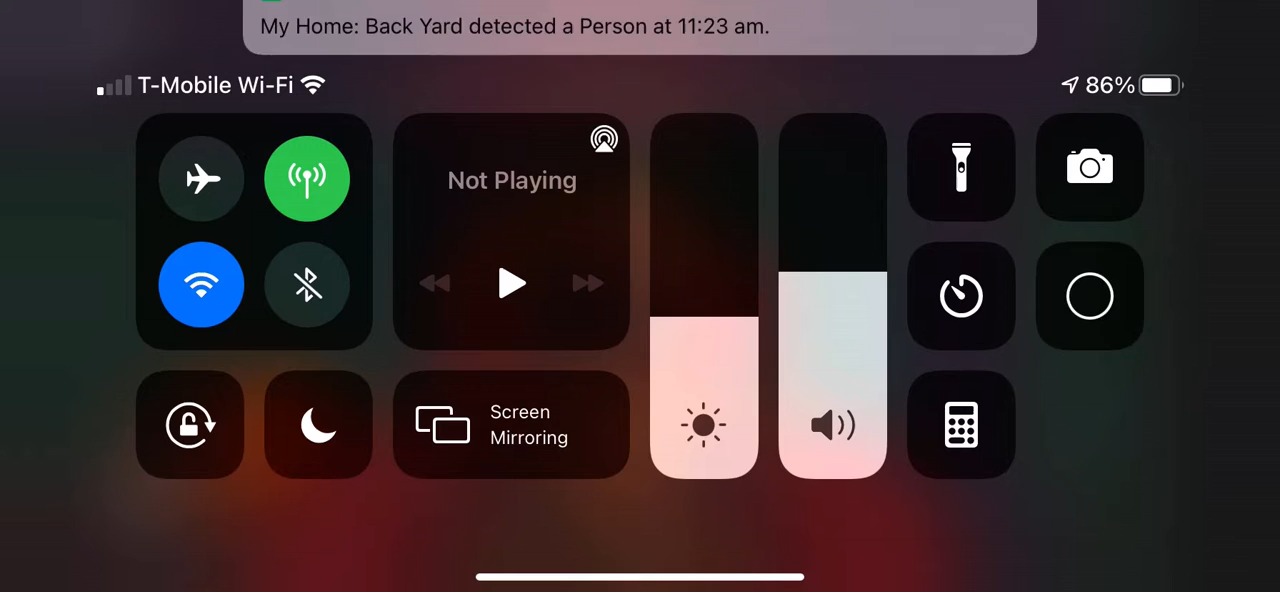 My Home: Back Yard detected a Person at 11:23 am.
T-Mobile Wi-Fi
86%
Not Playing
Screen
Mirroring